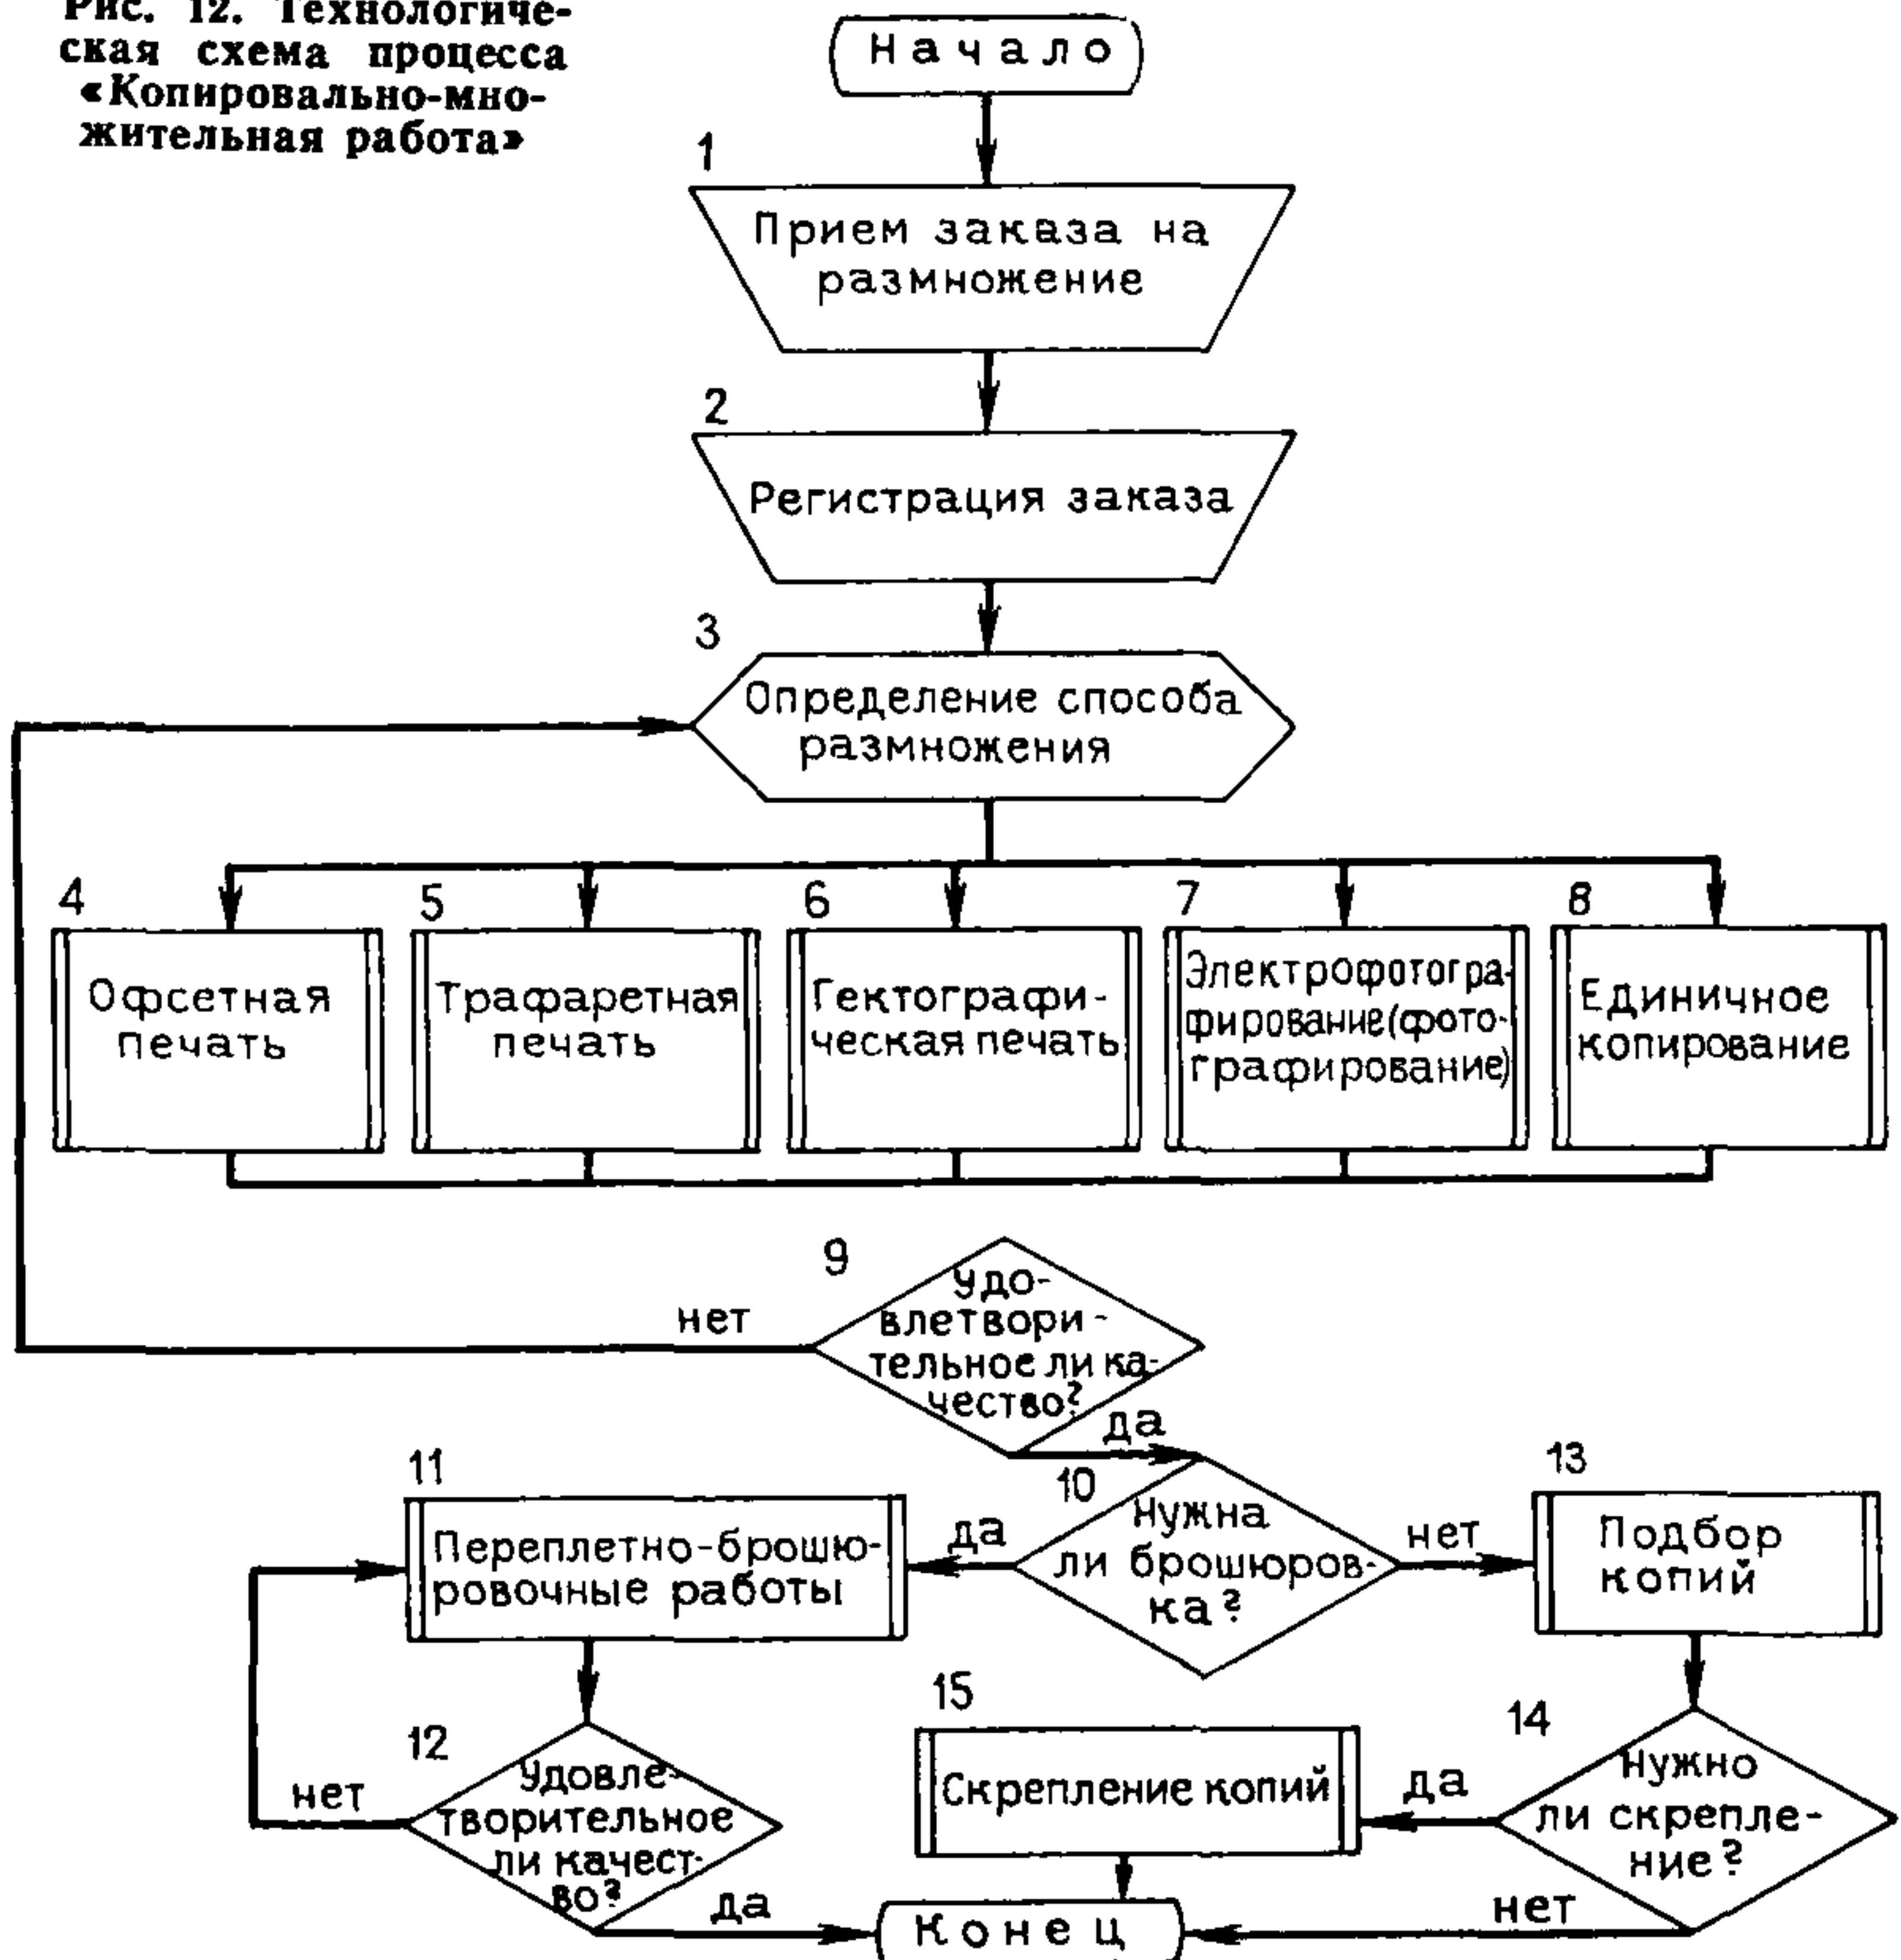 Рис. 12. Технологиче-
ская схема процесса
«Копировально-мно-
жительная работа»
Начало
1
Прием заказа на
размножение
2
Регистрация заказа
3
Определение способа
размножения
4
Офсетная
печать
5
Трафаретная
печать
6
Гектографи-
ческая печать
7
Электрофотогра-
фирование(фото-
графирование)
8
Единичное
копирование
9
Удо-
влетвори-
тельное ли ка-
чество?
нет
да
10
Нужна
ли брошюров-
ка?
да
нет
11
Переплетно-брошю-
ровочные работы
13
Подбор
копий
12
Удовле-
творительное
ли качест-
во?
нет
да
15
Скрепление копий
14
Нужно
ли скрепле-
ние?
да
нет
Конец